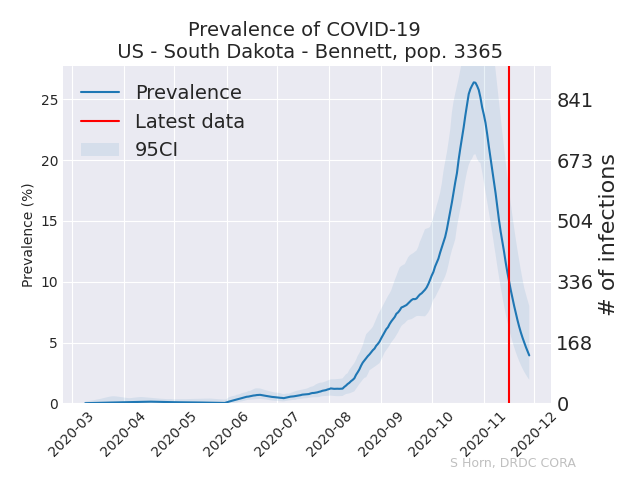 Prevalence of COVID-19
US - South Dakota - Bennett, pop. 3365
Prevalence
Latest data
95CI
Prevalence (%)
25
20
15
10
5
0
841
673
504
336
168
0
# of infections
2020-03
2020-04
2020-05
2020-06
2020-07
2020-08
2020-09
2020-10
2020-11
2020-12
S Horn, DRDC CORA